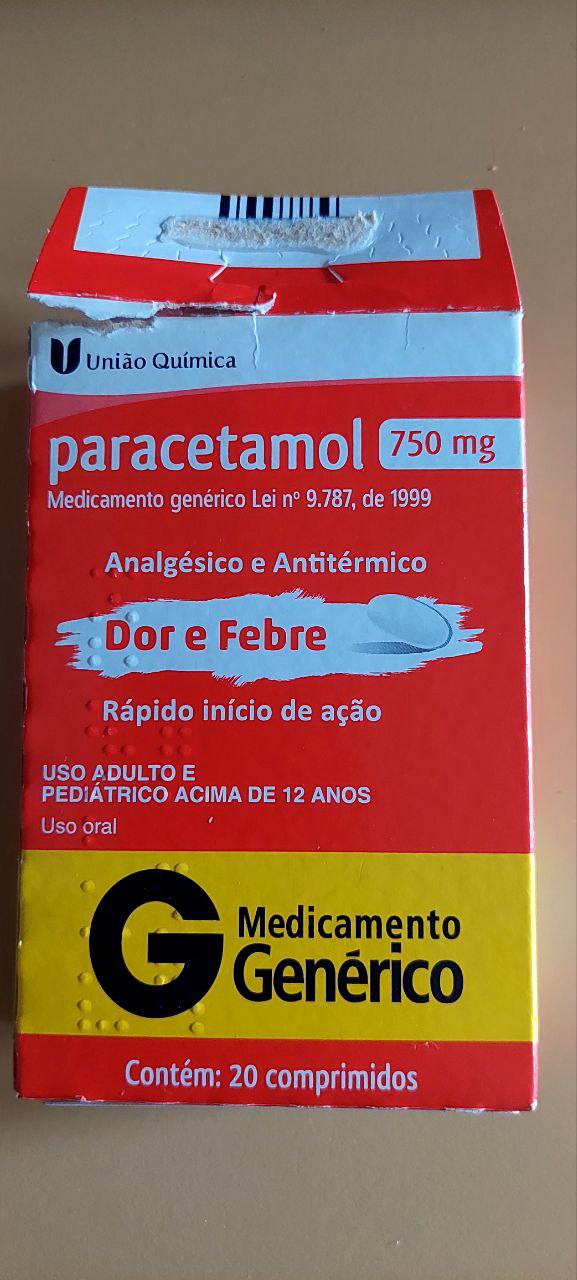 União Química
paracetamol 750 mg
Medicamento genérico Lei nº 9.787, de 1999
Analgésico e Antitérmico
Dor e Febre
Rápido início de ação
USO ADULTO E
PEDIÁTRICO ACIMA DE 12 ANOS
Uso oral
G Medicamento
Genérico
Contém: 20 comprimidos